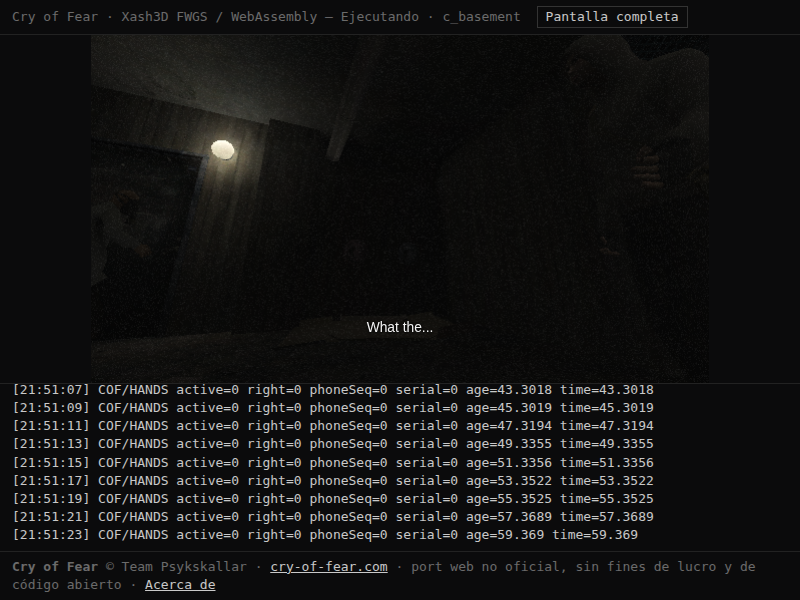 Cry of Fear · Xash3D FWGS / WebAssembly — Ejecutando · c_basement
Pantalla completa
What the...
[21:51:07] COF/HANDS active=0 right=0 phoneSeq=0 serial=0 age=43.3018 time=43.3018
[21:51:09] COF/HANDS active=0 right=0 phoneSeq=0 serial=0 age=45.3019 time=45.3019
[21:51:11] COF/HANDS active=0 right=0 phoneSeq=0 serial=0 age=47.3194 time=47.3194
[21:51:13] COF/HANDS active=0 right=0 phoneSeq=0 serial=0 age=49.3355 time=49.3355
[21:51:15] COF/HANDS active=0 right=0 phoneSeq=0 serial=0 age=51.3356 time=51.3356
[21:51:17] COF/HANDS active=0 right=0 phoneSeq=0 serial=0 age=53.3522 time=53.3522
[21:51:19] COF/HANDS active=0 right=0 phoneSeq=0 serial=0 age=55.3525 time=55.3525
[21:51:21] COF/HANDS active=0 right=0 phoneSeq=0 serial=0 age=57.3689 time=57.3689
[21:51:23] COF/HANDS active=0 right=0 phoneSeq=0 serial=0 age=59.369 time=59.369
Cry of Fear © Team Psykskallar · cry-of-fear.com · port web no oficial, sin fines de lucro y de
código abierto · Acerca de